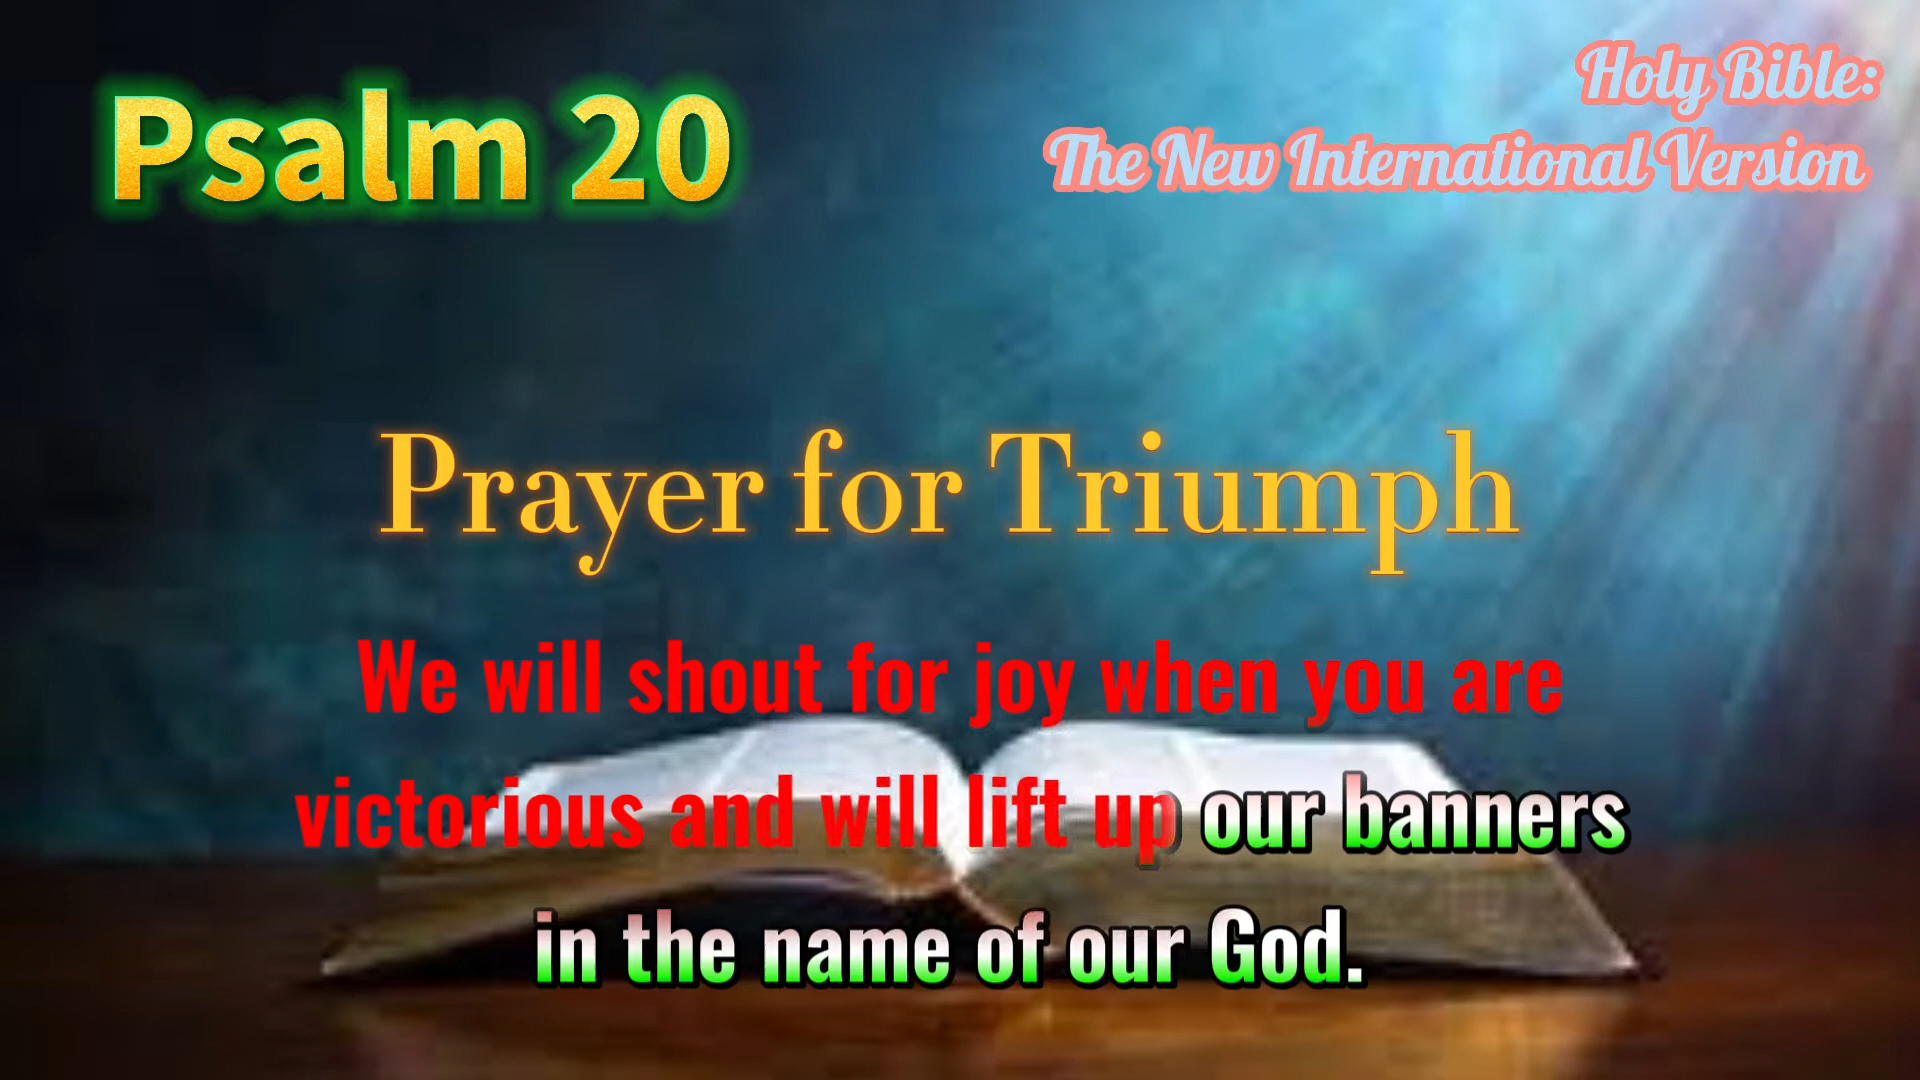 Psalm 20
Holy Bible:
The New International Version
Prayer for Triumph
We will shout for joy when you are
victorious and will lift up our banners
in the name of our God.